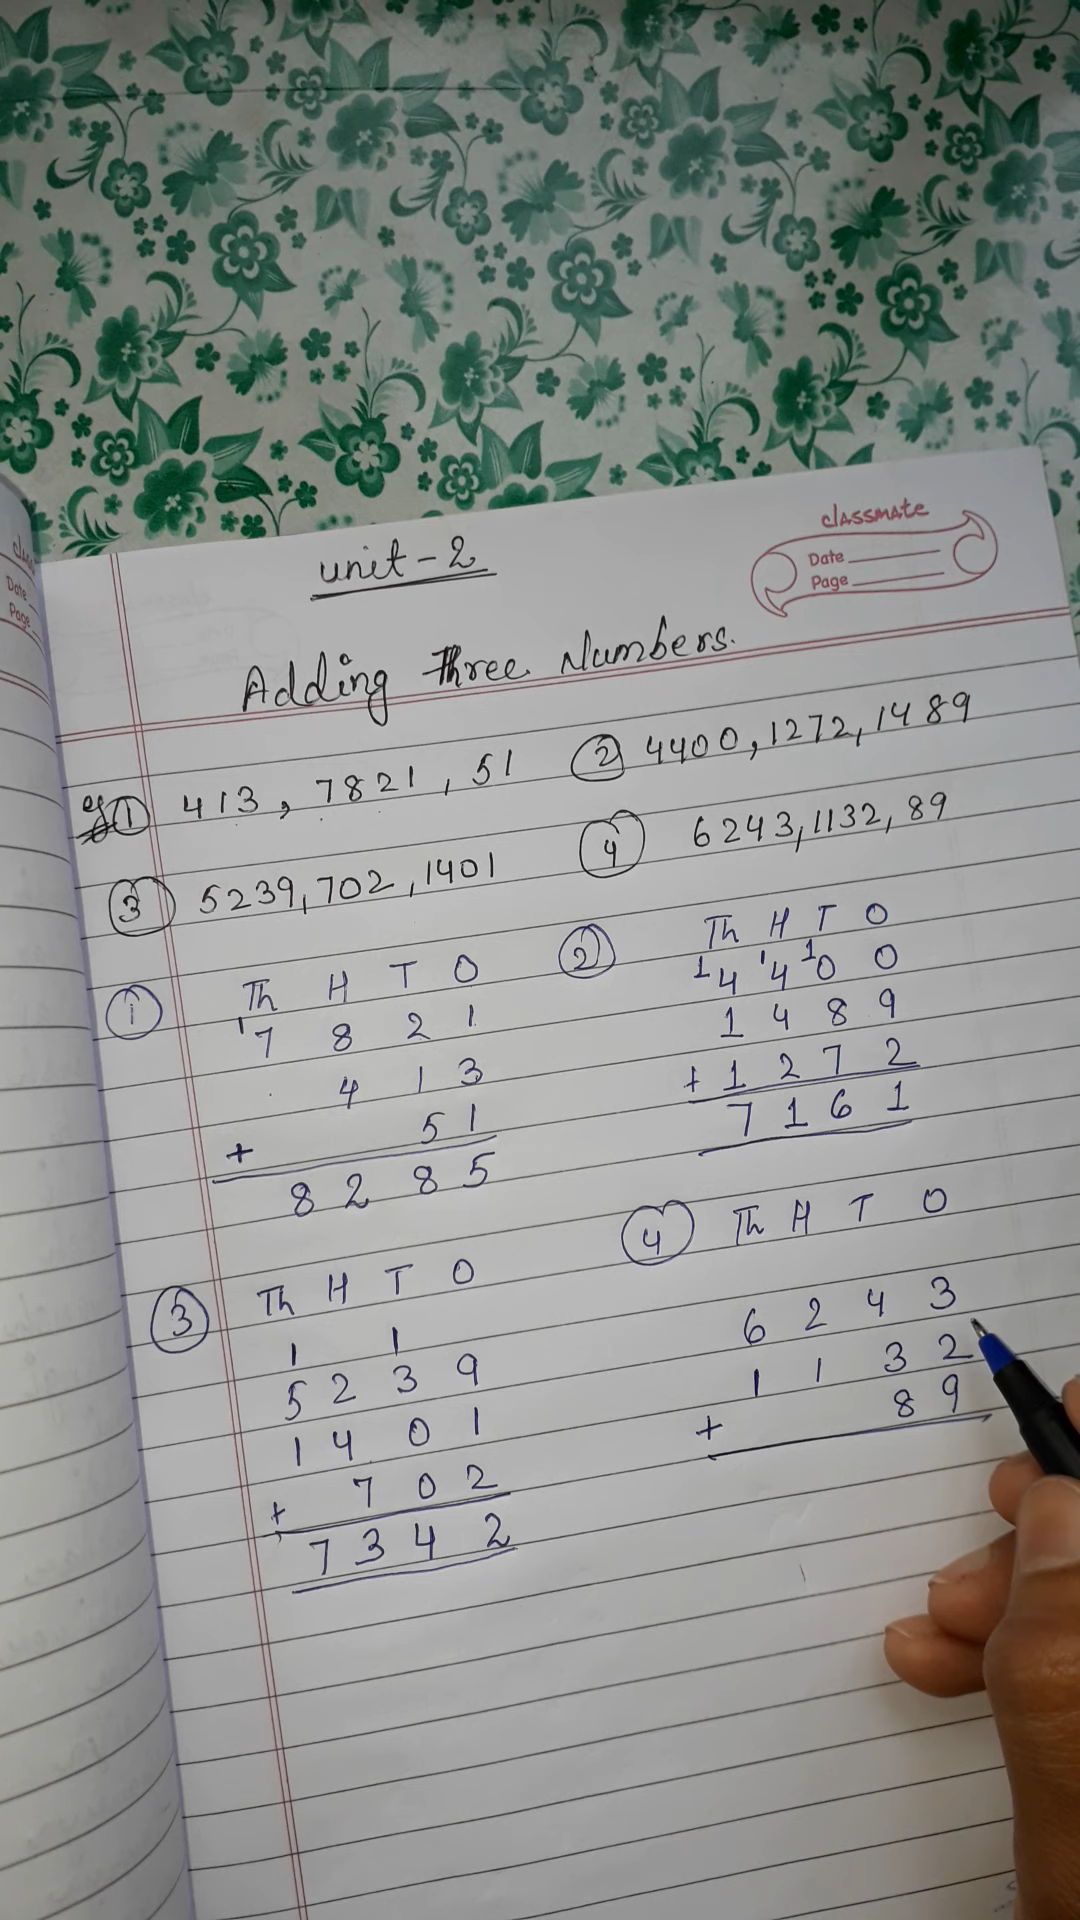 classmate
Date
Page
unit-2
Adding Three Numbers.
① 413, 7821, 51 ② 4400, 1272, 1489
③ 5239, 702, 1401 ④ 6243, 1132, 89
①
Th H T O
1
7 8 2 1
4 1 3
+ 5 1
8 2 8 5
②
Th H T O
1 1 1
4 4 0 0
1 4 8 9
+ 1 2 7 2
7 1 6 1
③
Th H T O
1 1
5 2 3 9
1 4 0 1
+ 7 0 2
7 3 4 2
④
Th H T O
6 2 4 3
1 1 3 2
+ 8 9